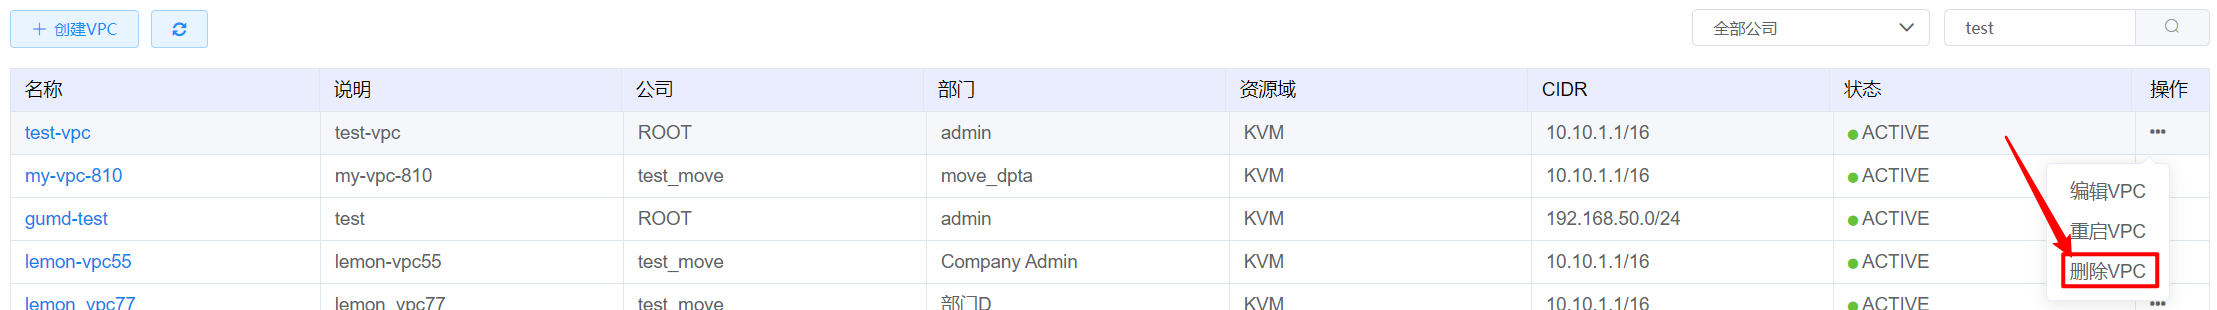 创建VPC 全部公司 test
名称 说明 公司 部门 资源域 CIDR 状态 操作
test-vpc test-vpc ROOT admin KVM 10.10.1.1/16 ACTIVE •••
my-vpc-810 my-vpc-810 test_move move_dpta KVM 10.10.1.1/16 ACTIVE
编辑VPC
gumd-test test ROOT admin KVM 192.168.50.0/24 ACTIVE
重启VPC
lemon-vpc55 lemon-vpc55 test_move Company Admin KVM 10.10.1.1/16 ACTIVE
删除VPC
lemon_vpc77 lemon_vpc77 test_move 部门D KVM 10.10.1.1/16 ACTIVE •••